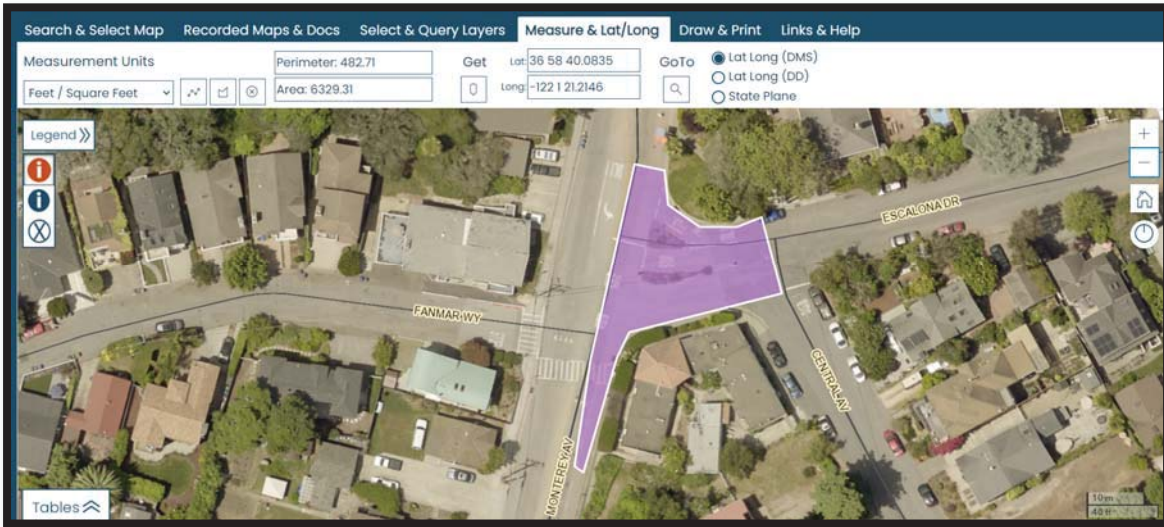 Search & Select Map Recorded Maps & Docs Select & Query Layers Measure & Lat/Long Draw & Print Links & Help
Measurement Units Perimeter: 482.71 Get Lat: 36 58 40.0835 GoTo Lat Long (DMS)
Feet / Square Feet Area: 6329.31 Long: -122 1 21.2146 Lat Long (DD)
State Plane
Legend
ESCALONA DR
FANMAR WY
CENTRAL AV
MONTEREY AV
Tables
10 m
40 ft